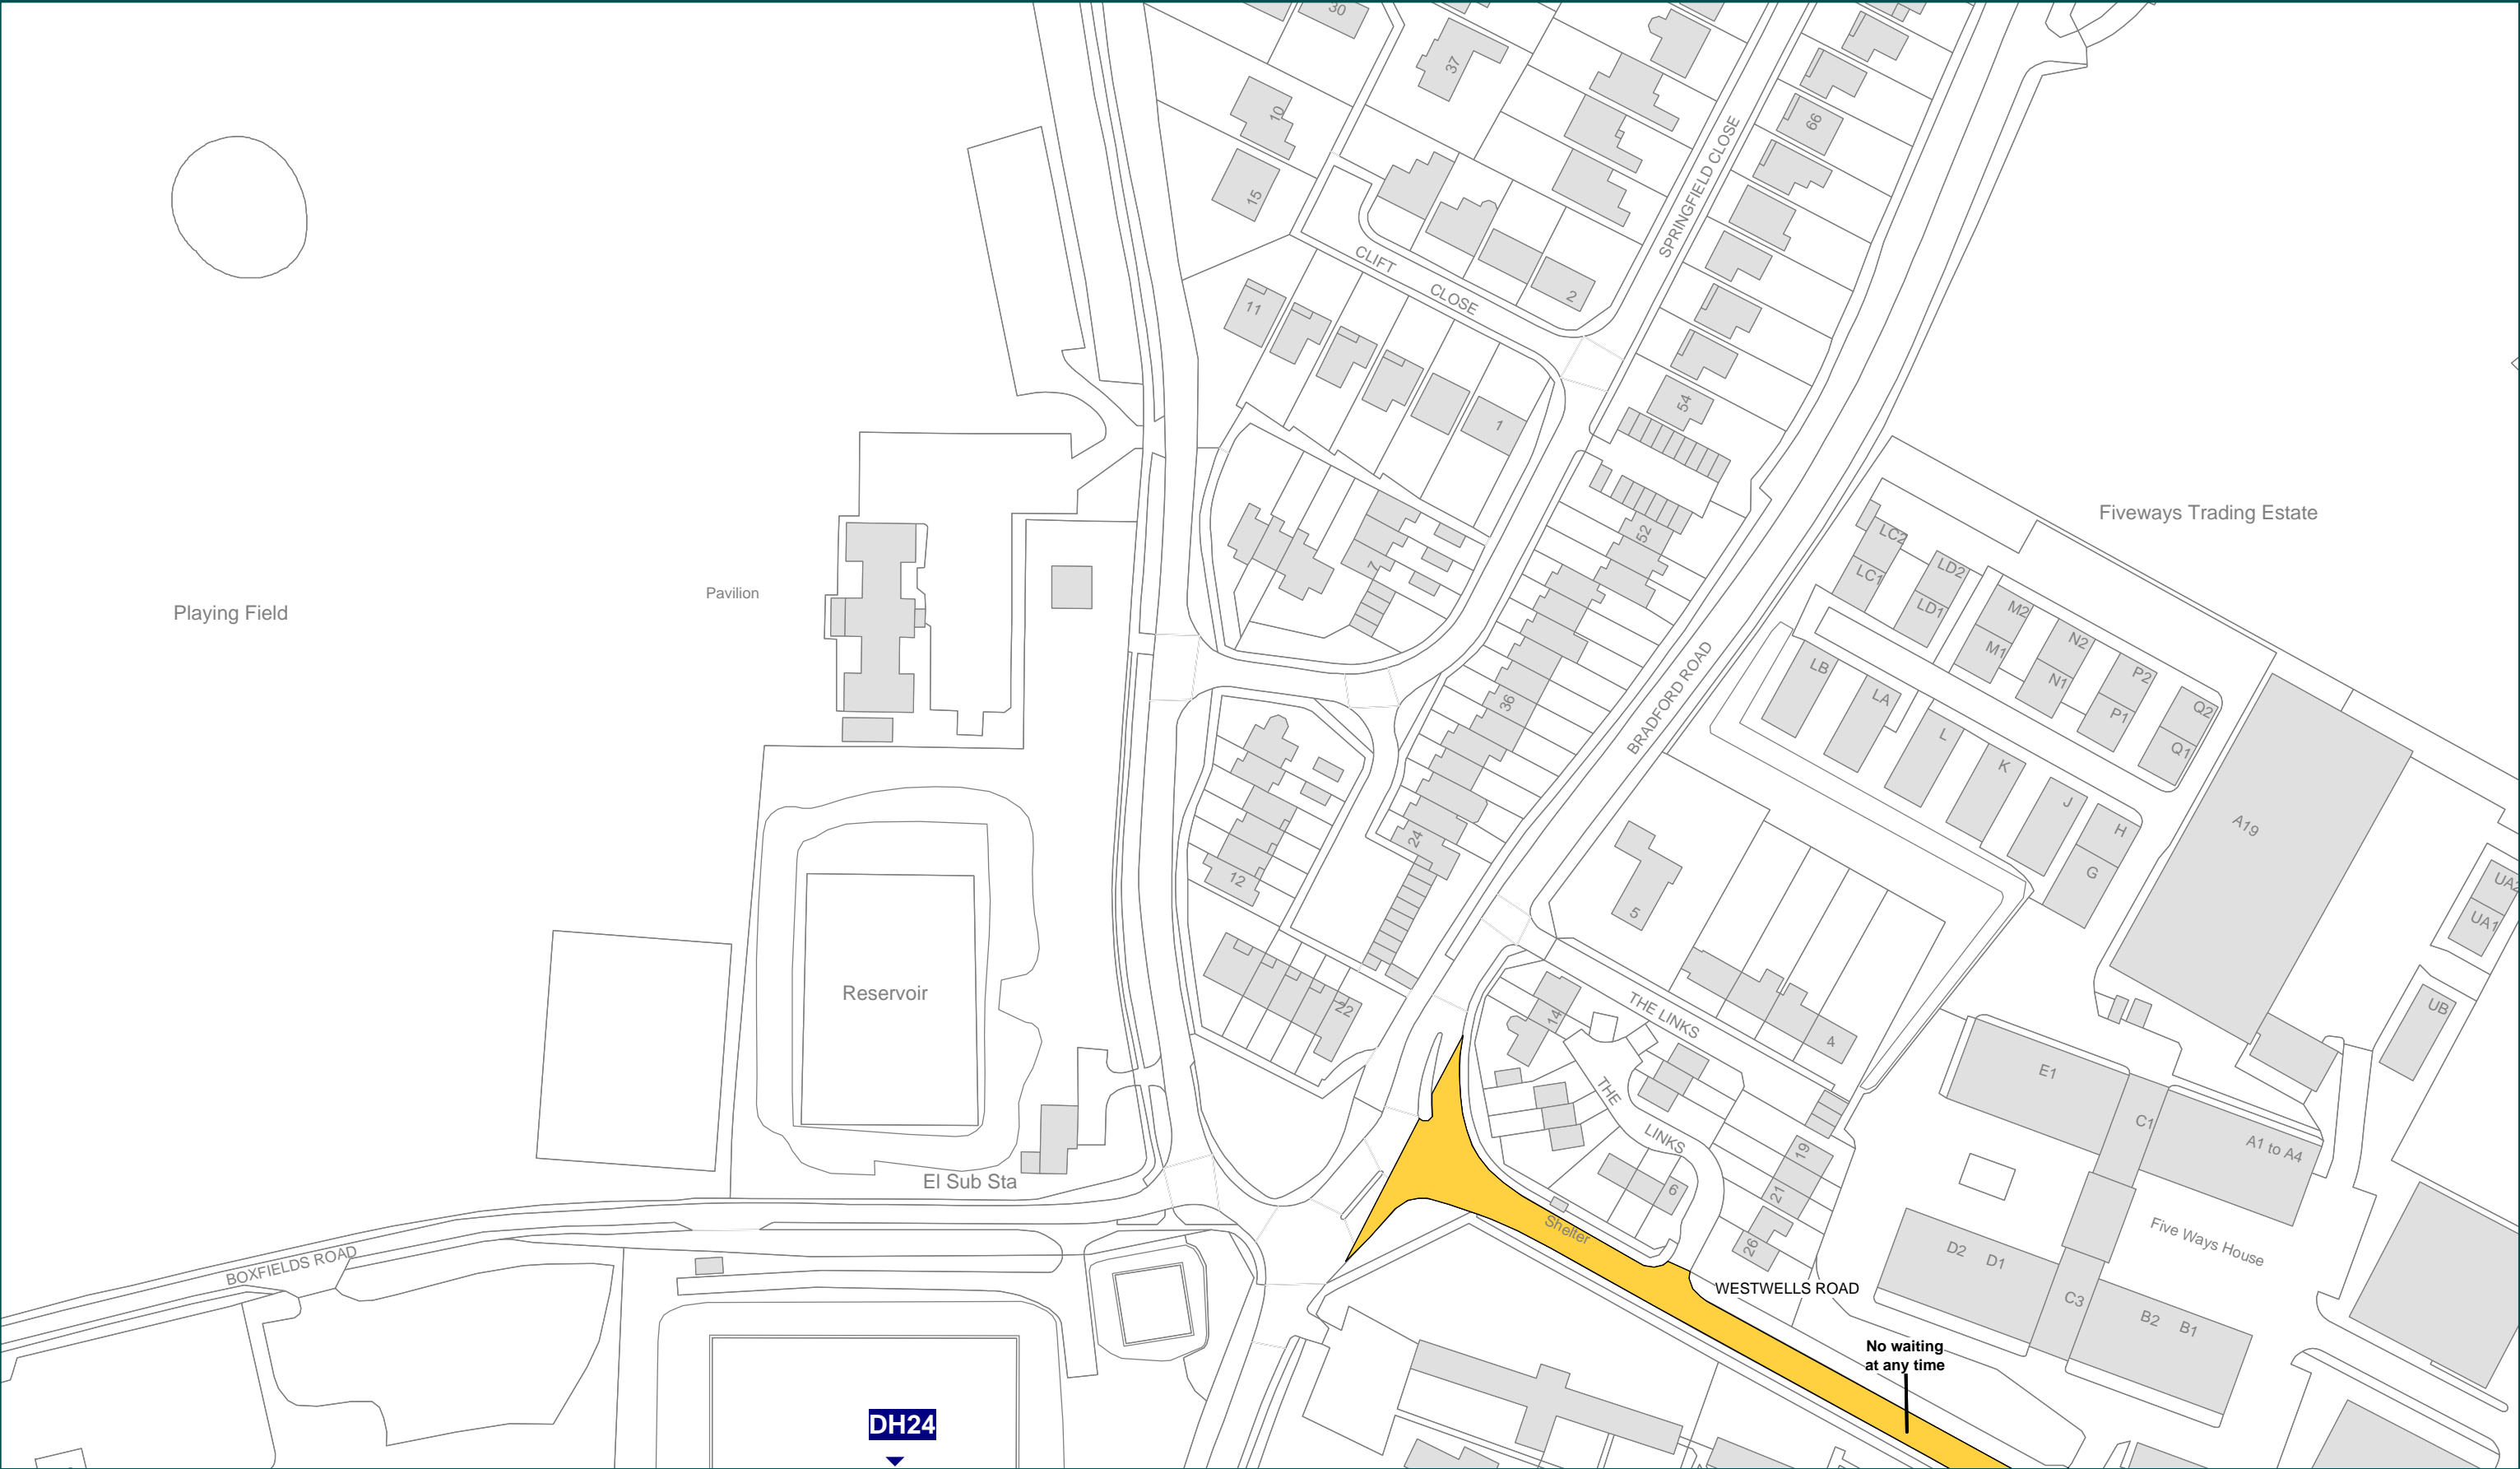 30
37
10
66
15
SPRINGFIELD CLOSE
CLIFT
CLOSE
2
11
54
1
Fiveways Trading Estate
52
LC2
LC1
LD2
LD1
M2
M1
N2
N1
P2
P1
Q2
Q1
7
Pavilion
Playing Field
36
BRADFORD ROAD
LB
LA
L
K
J
H
G
A19
24
12
5
UA2
UA1
Reservoir
22
14
THE LINKS
4
UB
E1
C1
A1 to A4
THE
LINKS
El Sub Sta
19
21
6
26
Shelter
Five Ways House
D2
D1
C3
B2
B1
BOXFIELDS ROAD
WESTWELLS ROAD
No waiting
at any time
DH24